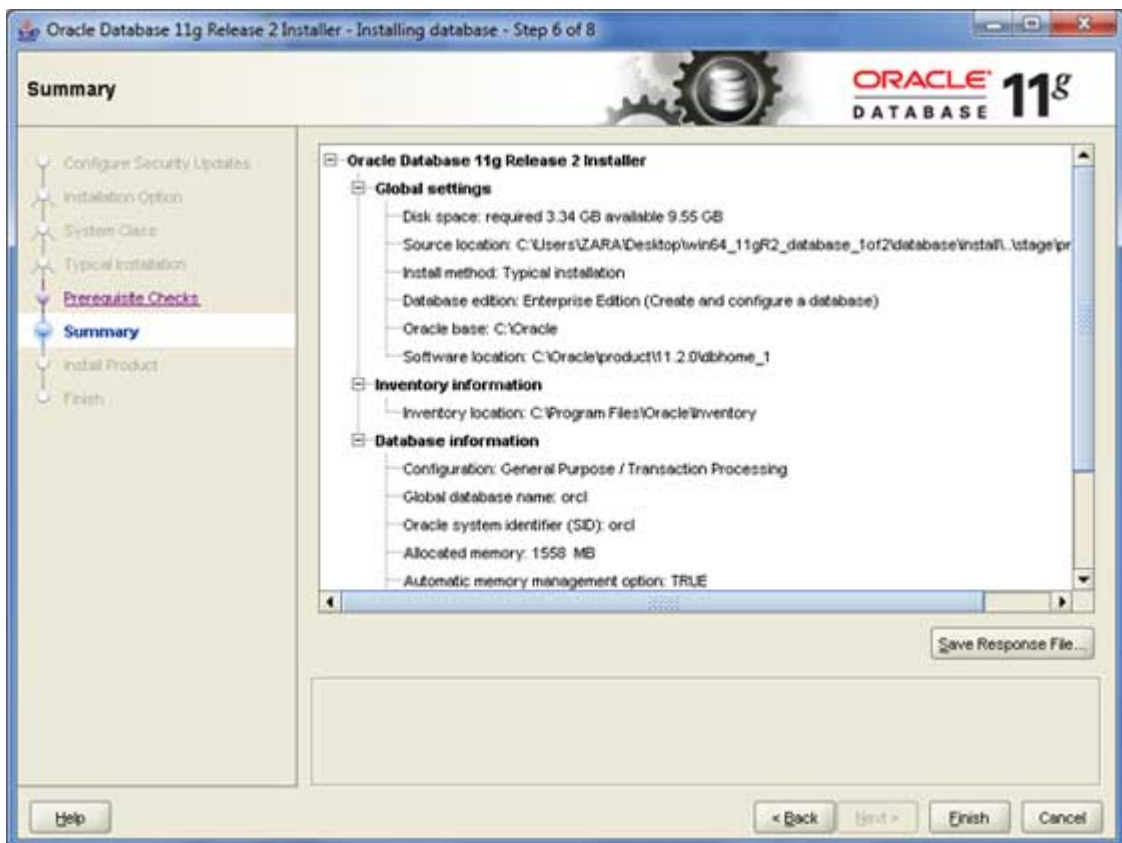 Oracle Database 11g Release 2 Installer - Installing database - Step 6 of 8
Summary
ORACLE
DATABASE
11g
Configure Security Updates
Installation Option
System Class
Typical Installation
Prerequisite Checks
Summary
Install Product
Finish
Oracle Database 11g Release 2 Installer
Global settings
Disk space: required 3.34 GB available 9.55 GB
Source location: C:\Users\ZARA\Desktop\win64_11gR2_database_1of2\database\install\..\stage\pr
Install method: Typical installation
Database edition: Enterprise Edition (Create and configure a database)
Oracle base: C:\Oracle
Software location: C:\Oracle\product\11.2.0\dbhome_1
Inventory information
Inventory location: C:\Program Files\Oracle\Inventory
Database information
Configuration: General Purpose / Transaction Processing
Global database name: orcl
Oracle system identifier (SID): orcl
Allocated memory: 1558 MB
Automatic memory management option: TRUE
Save Response File...
Help
< Back
Next >
Finish
Cancel